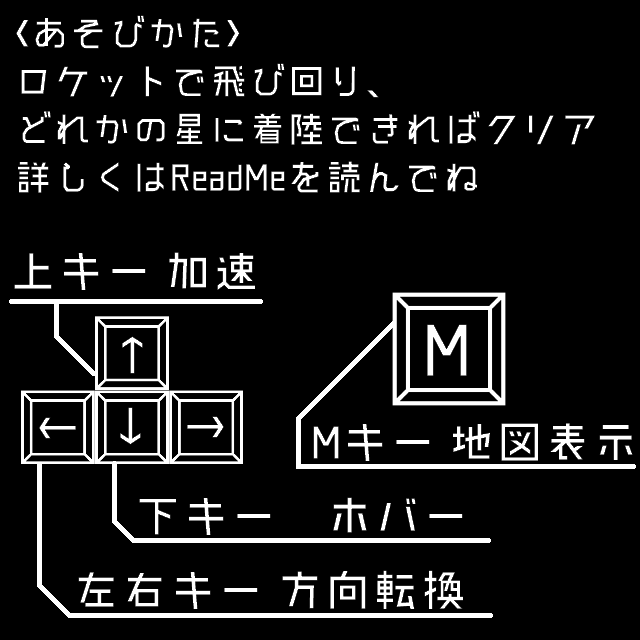 〈あそびかた〉
ロケットで飛び回り、
どれかの星に着陸できればクリア
詳しくはReadMeを読んでね
上キー 加速
↑
M
← ↓ →
Mキー 地図表示
下キー ホバー
左右キー 方向転換